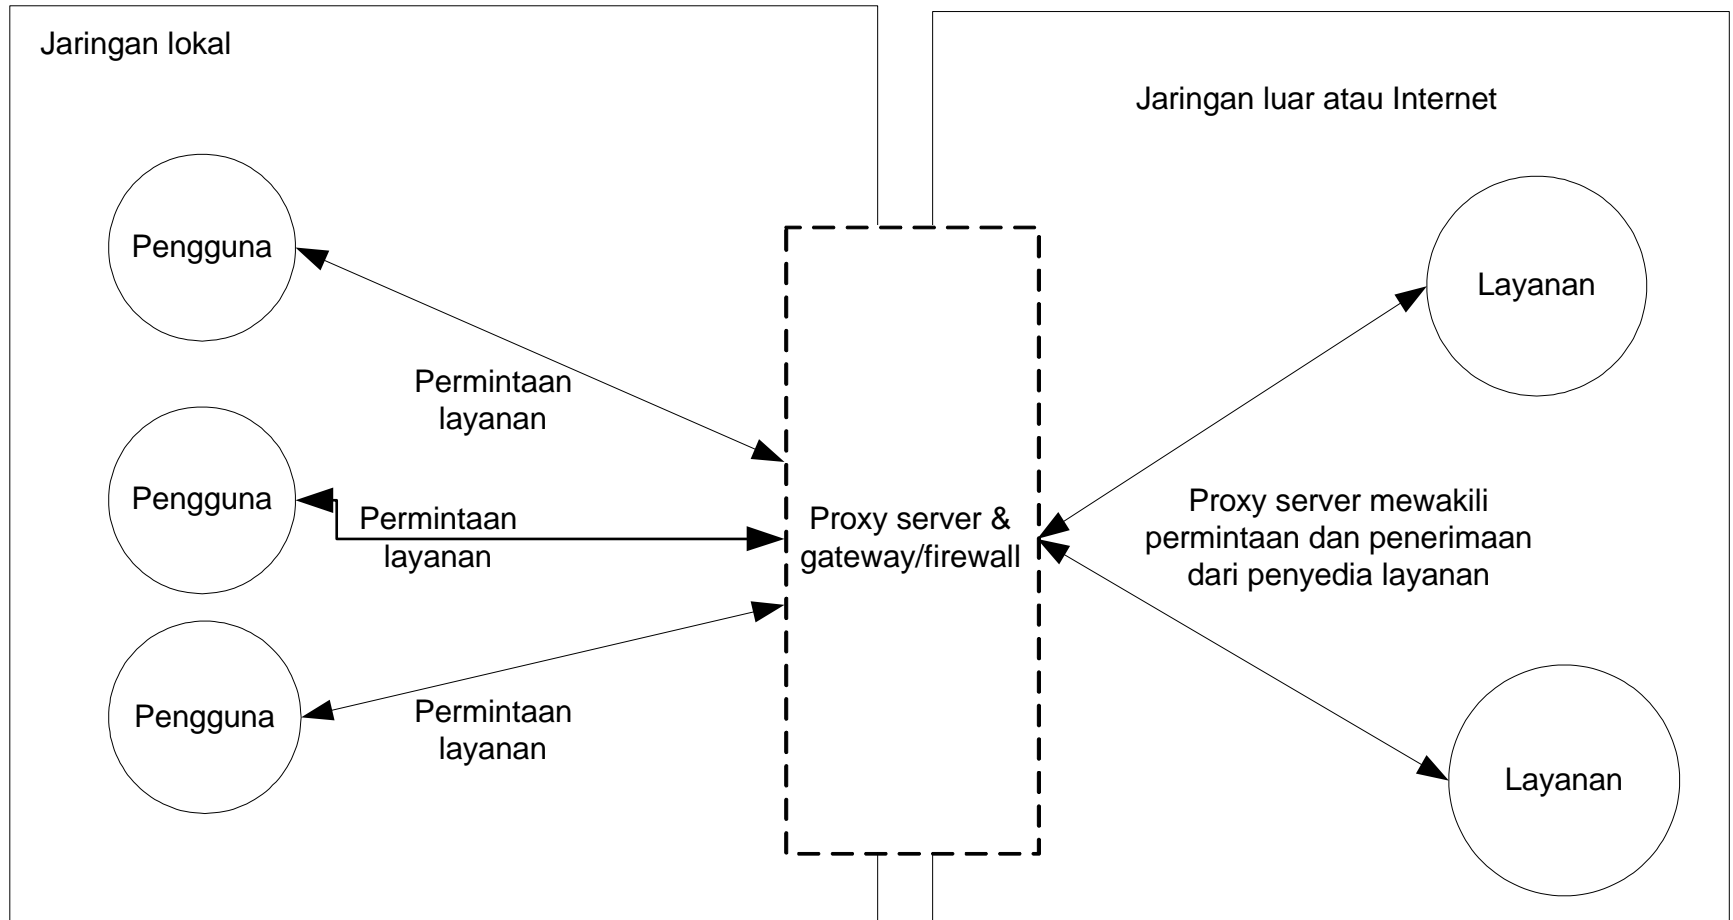 Jaringan lokal
Jaringan luar atau Internet
Pengguna
Layanan
Permintaan
layanan
Pengguna
Permintaan
layanan
Proxy server &
gateway/firewall
Proxy server mewakili
permintaan dan penerimaan
dari penyedia layanan
Pengguna
Permintaan
layanan
Layanan